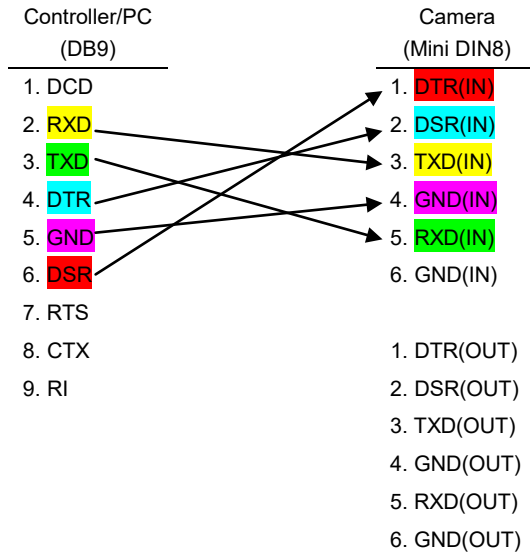 Controller/PC
(DB9)
1. DCD
2. RXD
3. TXD
4. DTR
5. GND
6. DSR
7. RTS
8. CTX
9. RI
Camera
(Mini DIN8)
1. DTR(IN)
2. DSR(IN)
3. TXD(IN)
4. GND(IN)
5. RXD(IN)
6. GND(IN)
1. DTR(OUT)
2. DSR(OUT)
3. TXD(OUT)
4. GND(OUT)
5. RXD(OUT)
6. GND(OUT)